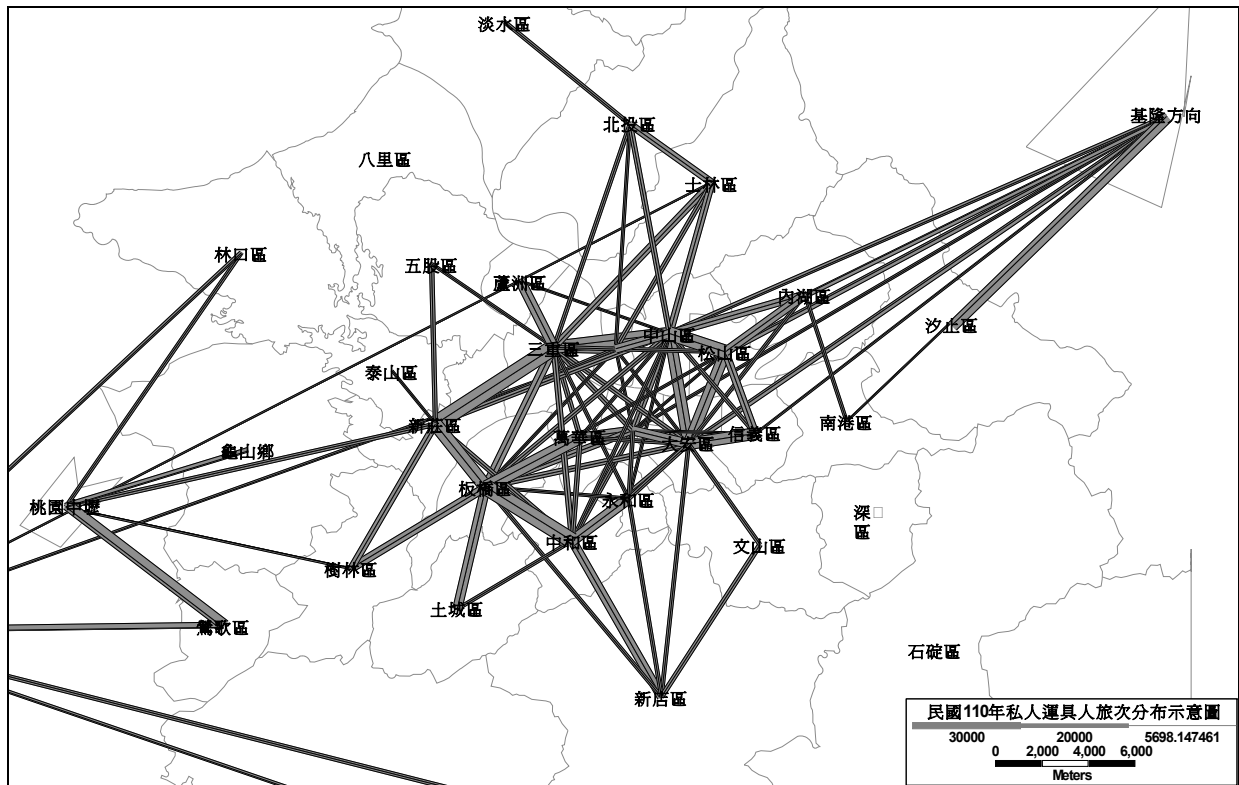 淡水區
基隆方向
北投區
八里區
士林區
林口區
五股區
蘆洲區
內湖區
汐止區
中山區
三重區
松山區
泰山區
新莊區
南港區
信義區
萬華區
大安區
龜山鄉
板橋區
永和區
桃園中壢
深
區
中和區
文山區
樹林區
土城區
鶯歌區
石碇區
新店區
民國110年私人運具人旅次分布示意圖
30000 20000 5698.147461
0 2,000 4,000 6,000
Meters